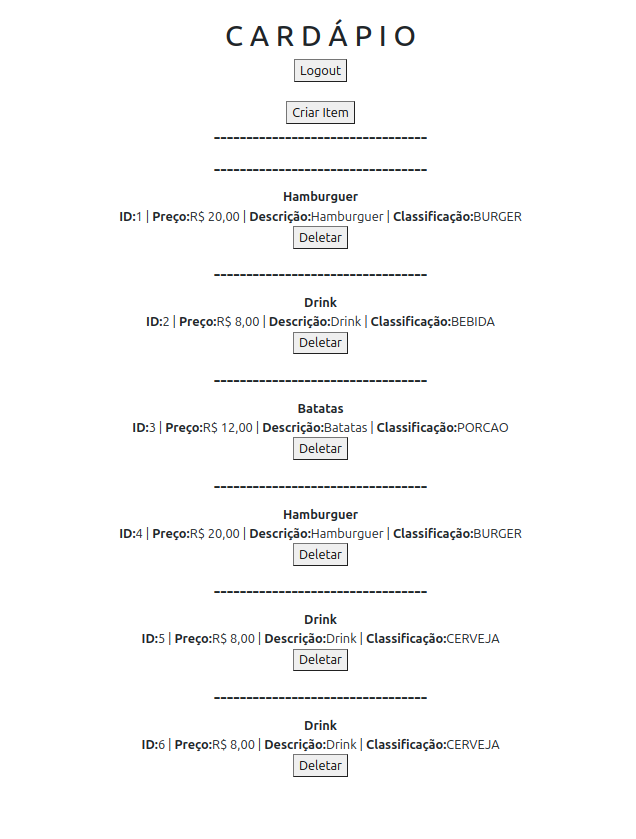 C A R D Á P I O
Logout
Criar Item
---------------------------------
---------------------------------
Hamburguer
ID:1 | Preço:R$ 20,00 | Descrição:Hamburguer | Classificação:BURGER
Deletar
---------------------------------
Drink
ID:2 | Preço:R$ 8,00 | Descrição:Drink | Classificação:BEBIDA
Deletar
---------------------------------
Batatas
ID:3 | Preço:R$ 12,00 | Descrição:Batatas | Classificação:PORCAO
Deletar
---------------------------------
Hamburguer
ID:4 | Preço:R$ 20,00 | Descrição:Hamburguer | Classificação:BURGER
Deletar
---------------------------------
Drink
ID:5 | Preço:R$ 8,00 | Descrição:Drink | Classificação:CERVEJA
Deletar
---------------------------------
Drink
ID:6 | Preço:R$ 8,00 | Descrição:Drink | Classificação:CERVEJA
Deletar